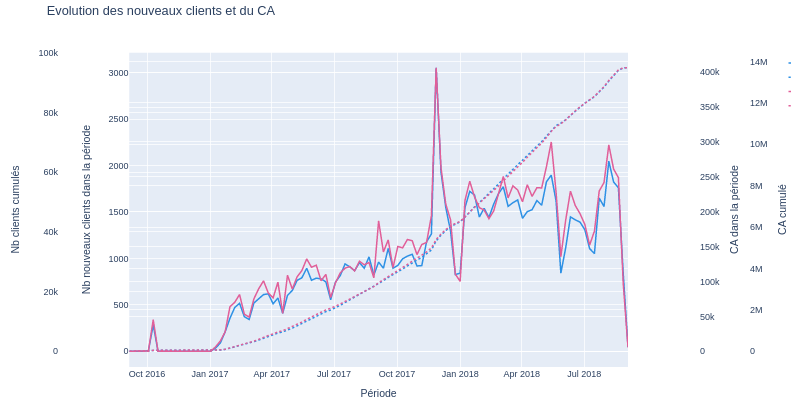 Evolution des nouveaux clients et du CA
100k
80k
60k
40k
20k
0
Nb clients cumulés
3000
2500
2000
1500
1000
500
0
Nb nouveaux clients dans la période
400k
350k
300k
250k
200k
150k
100k
50k
0
CA dans la période
14M
12M
10M
8M
6M
4M
2M
0
CA cumulé
Oct 2016 Jan 2017 Apr 2017 Jul 2017 Oct 2017 Jan 2018 Apr 2018 Jul 2018
Période